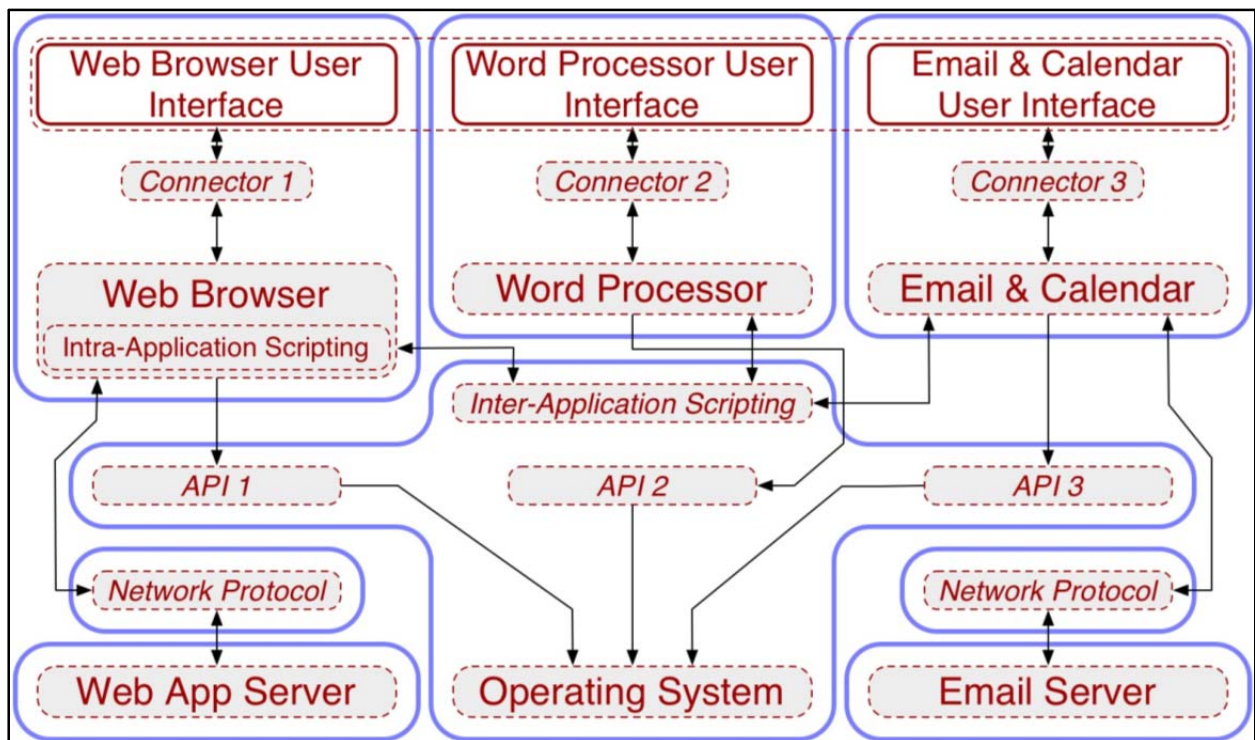 Web Browser User
Interface
Word Processor User
Interface
Email & Calendar
User Interface
Connector 1
Connector 2
Connector 3
Web Browser
Intra-Application Scripting
Word Processor
Email & Calendar
Inter-Application Scripting
API 1
API 2
API 3
Network Protocol
Network Protocol
Web App Server
Operating System
Email Server